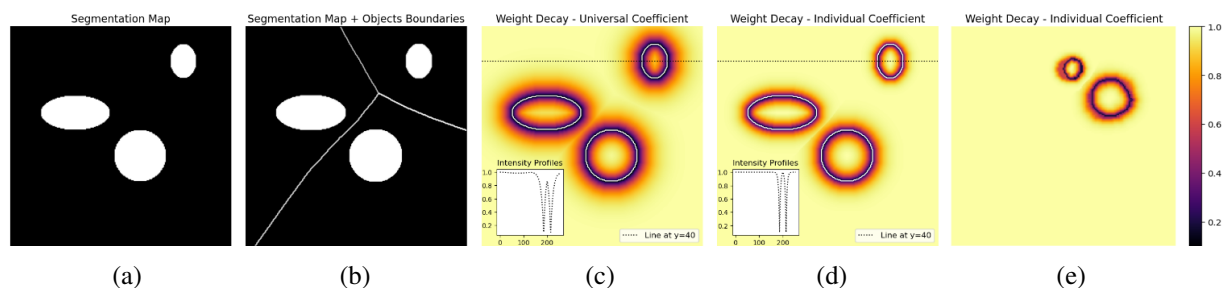 Segmentation Map
Segmentation Map + Objects Boundaries
Weight Decay - Universal Coefficient
Weight Decay - Individual Coefficient
Weight Decay - Individual Coefficient
Intensity Profiles
1.0
0.8
0.6
0.4
0.2
0
200
Line at y=40
Intensity Profiles
1.0
0.8
0.6
0.4
0.2
0
200
Line at y=40
1.0
0.8
0.6
0.4
0.2
(a)
(b)
(c)
(d)
(e)